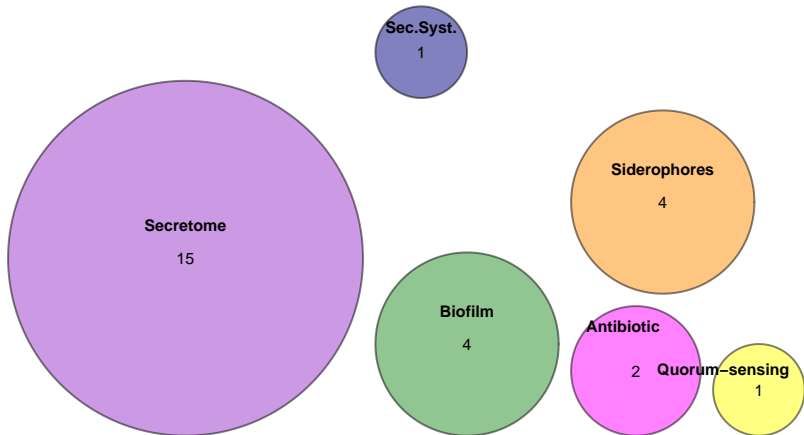 Sec.Syst.
1
Siderophores
4
Secretome
15
Biofilm
4
Antibiotic
2
Quorum−sensing
1